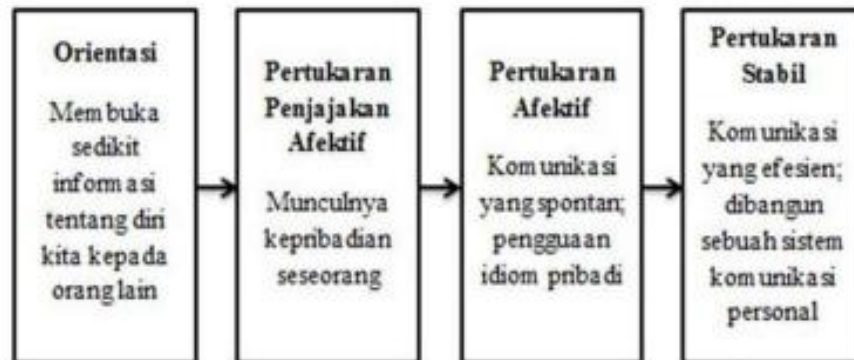 Orientasi
Membuka
sedikit
informasi
tentang diri
kita kepada
orang lain
Pertukaran
Penjajakan
Afektif
Munculnya
kepribadian
seseorang
Pertukaran
Afektif
Komunikasi
yang spontan;
pengguaan
idiom pribadi
Pertukaran
Stabil
Komunikasi
yang efesien;
dibangun
sebuah sistem
komunikasi
personal